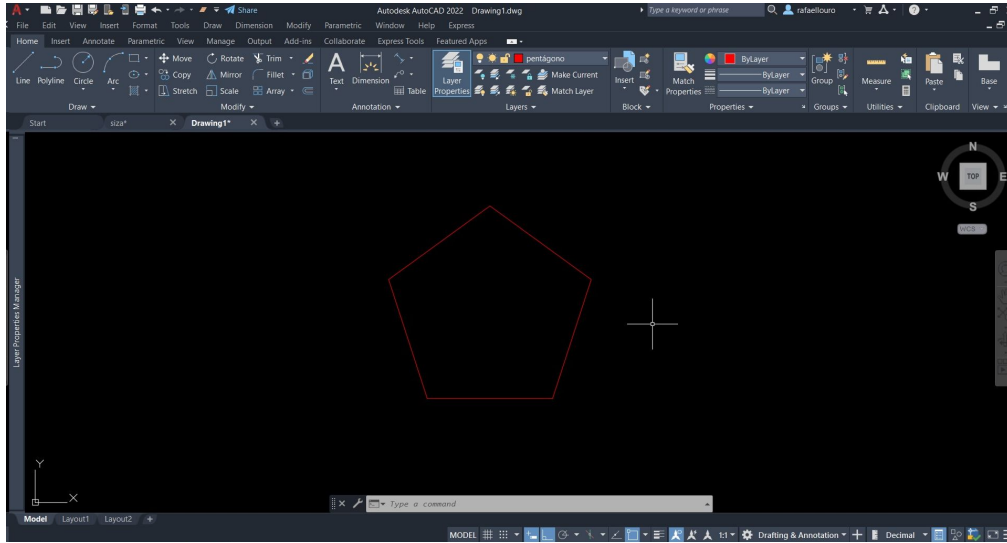 Share Autodesk AutoCAD 2022 Drawing1.dwg Type a keyword or phrase rafaellouro
File Edit View Insert Format Tools Draw Dimension Modify Parametric Window Help Express
Home Insert Annotate Parametric View Manage Output Add-ins Collaborate Express Tools Featured Apps
Line Polyline Circle Arc
Move Rotate Trim
Copy Mirror Fillet
Stretch Scale Array
Text Dimension Table
Layer Properties
pentágono
Make Current
Match Layer
Insert
Match Properties
ByLayer
ByLayer
ByLayer
Group
Measure
Paste
Base
Draw Modify Annotation Layers Block Properties Groups Utilities Clipboard View
Start siza* Drawing1*
Layer Properties Manager
N
W TOP E
S
WCS
Y
X
Type a command
Model Layout1 Layout2
MODEL 1:1 Drafting & Annotation Decimal